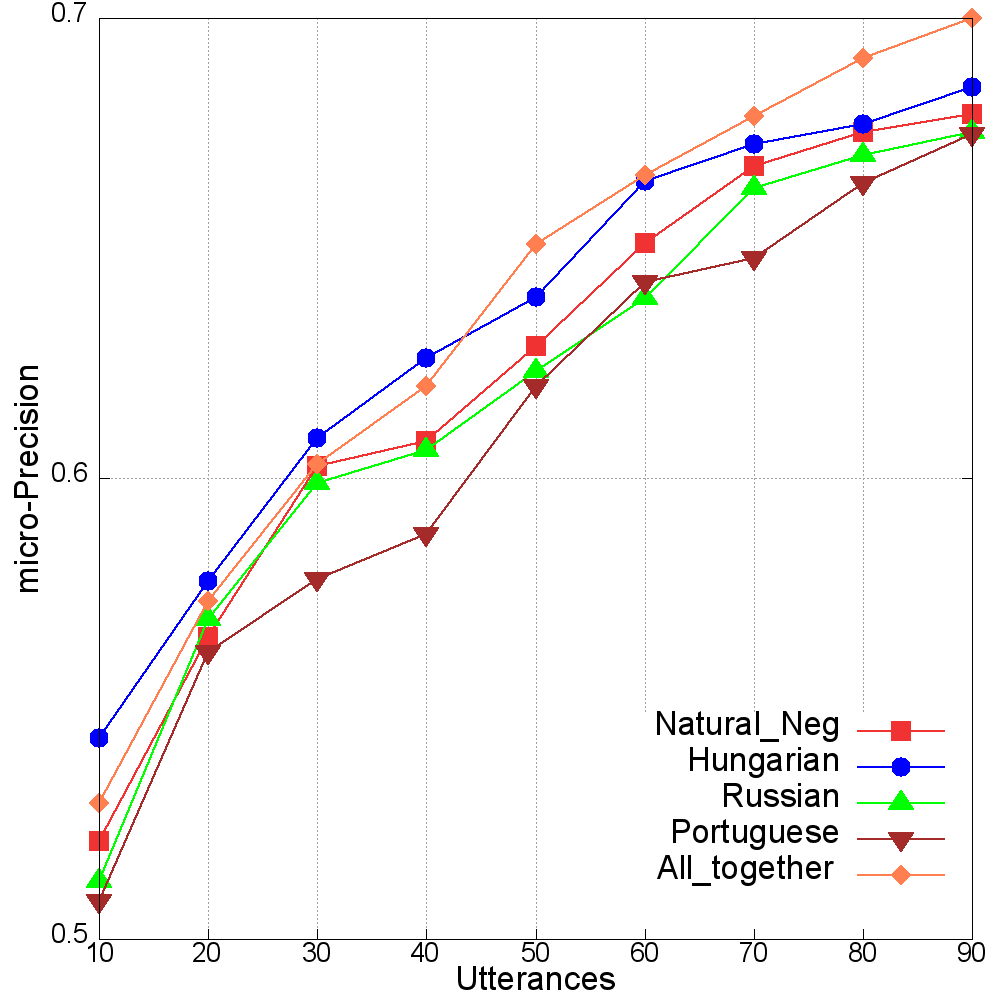 0.7
0.6
0.5
micro-Precision
10 20 30 40 50 60 70 80 90
Utterances
Natural_Neg
Hungarian
Russian
Portuguese
All_together